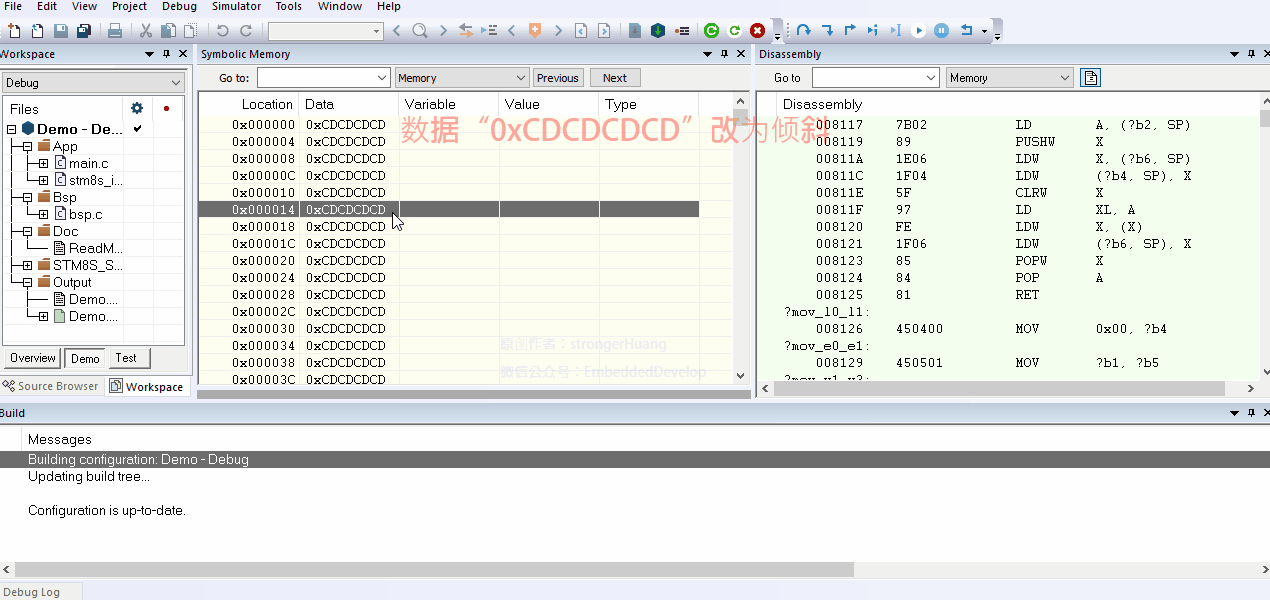 File Edit View Project Debug Simulator Tools Window Help
Workspace
Debug
Files
Demo - De...
App
main.c
stm8s_i...
Bsp
bsp.c
Doc
ReadM...
STM8S_S...
Output
Demo....
Demo....
Overview Demo Test
Source Browser Workspace
Symbolic Memory
Go to: Memory Previous Next
Location Data Variable Value Type
数据“0xCDCDCDCD”改为倾斜
0x000000 0xCDCDCDCD
0x000004 0xCDCDCDCD
0x000008 0xCDCDCDCD
0x00000C 0xCDCDCDCD
0x000010 0xCDCDCDCD
0x000014 0xCDCDCDCD
0x000018 0xCDCDCDCD
0x00001C 0xCDCDCDCD
0x000020 0xCDCDCDCD
0x000024 0xCDCDCDCD
0x000028 0xCDCDCDCD
0x00002C 0xCDCDCDCD
0x000030 0xCDCDCDCD
0x000034 0xCDCDCDCD
0x000038 0xCDCDCDCD
0x00003C 0xCDCDCDCD
原创作者：strongerHuang
微信公众号：EmbeddedDevelop
Disassembly
Go to Memory
Disassembly
008117 7B02 LD A, (?b2, SP)
008119 89 PUSHW X
00811A 1E06 LDW X, (?b6, SP)
00811C 1F04 LDW (?b4, SP), X
00811E 5F CLRW X
00811F 97 LD XL, A
008120 FE LDW X, (X)
008121 1F06 LDW (?b6, SP), X
008123 85 POPW X
008124 84 POP A
008125 81 RET
?mov_l0_l1:
008126 450400 MOV 0x00, ?b4
?mov_e0_e1:
008129 450501 MOV ?b1, ?b5
Build
Messages
Building configuration: Demo - Debug
Updating build tree...
Configuration is up-to-date.
Debug Log